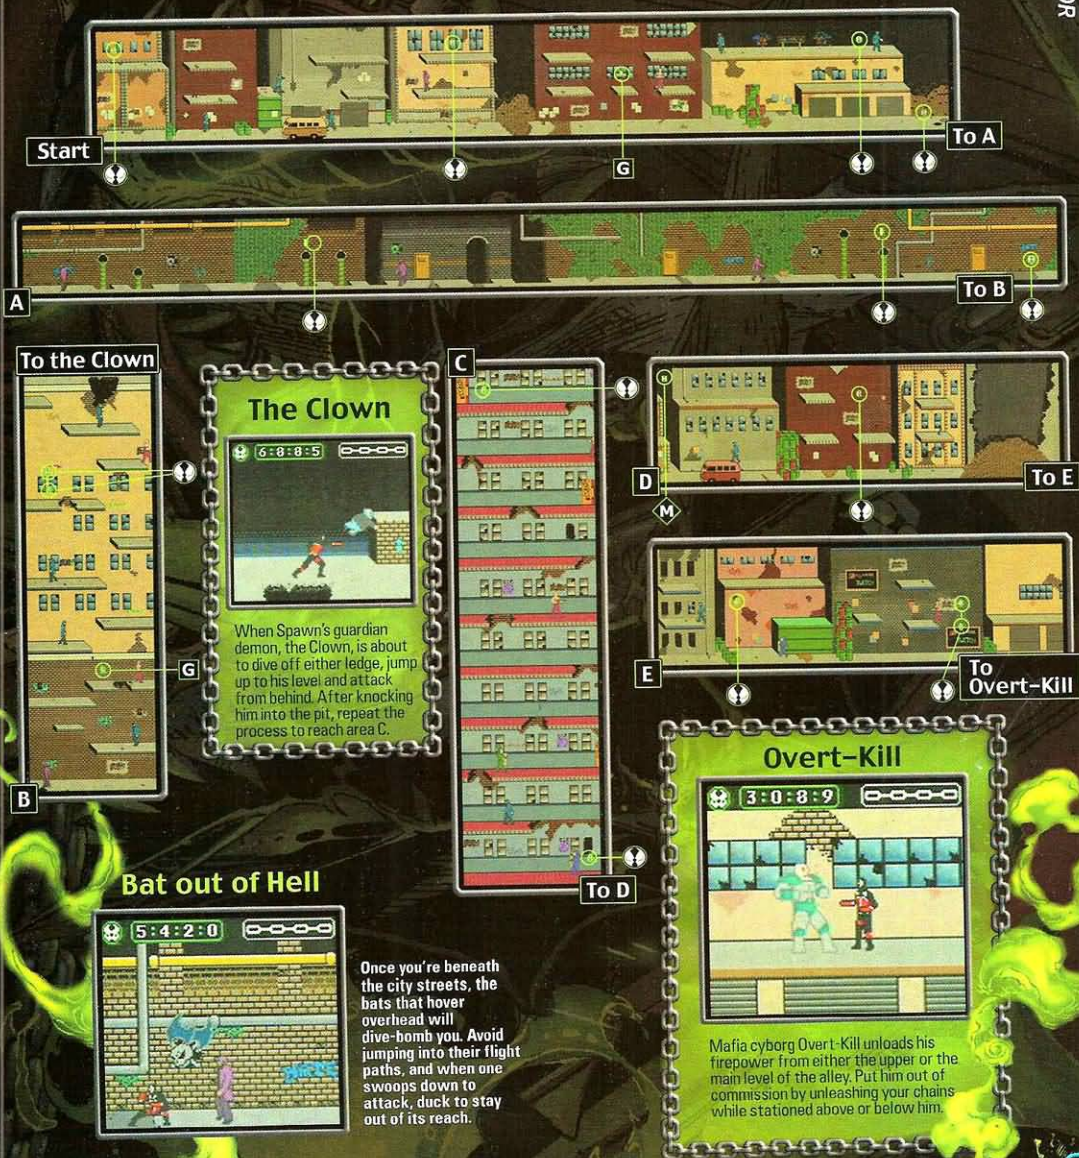 OR
Start
G
To A
A
To B
To the Clown
G
B
The Clown
6:8:8:5
When Spawn's guardian
demon, the Clown, is about
to dive off either ledge, jump
up to his level and attack
from behind. After knocking
him into the pit, repeat the
process to reach area C.
C
To D
D
M
To E
E
To
Overt-Kill
Bat out of Hell
5:4:2:0
Once you're beneath
the city streets, the
bats that hover
overhead will
dive-bomb you. Avoid
jumping into their flight
paths, and when one
swoops down to
attack, duck to stay
out of its reach.
Overt-Kill
3:0:8:9
Mafia cyborg Overt-Kill unloads his
firepower from either the upper or the
main level of the alley. Put him out of
commission by unleashing your chains
while stationed above or below him.